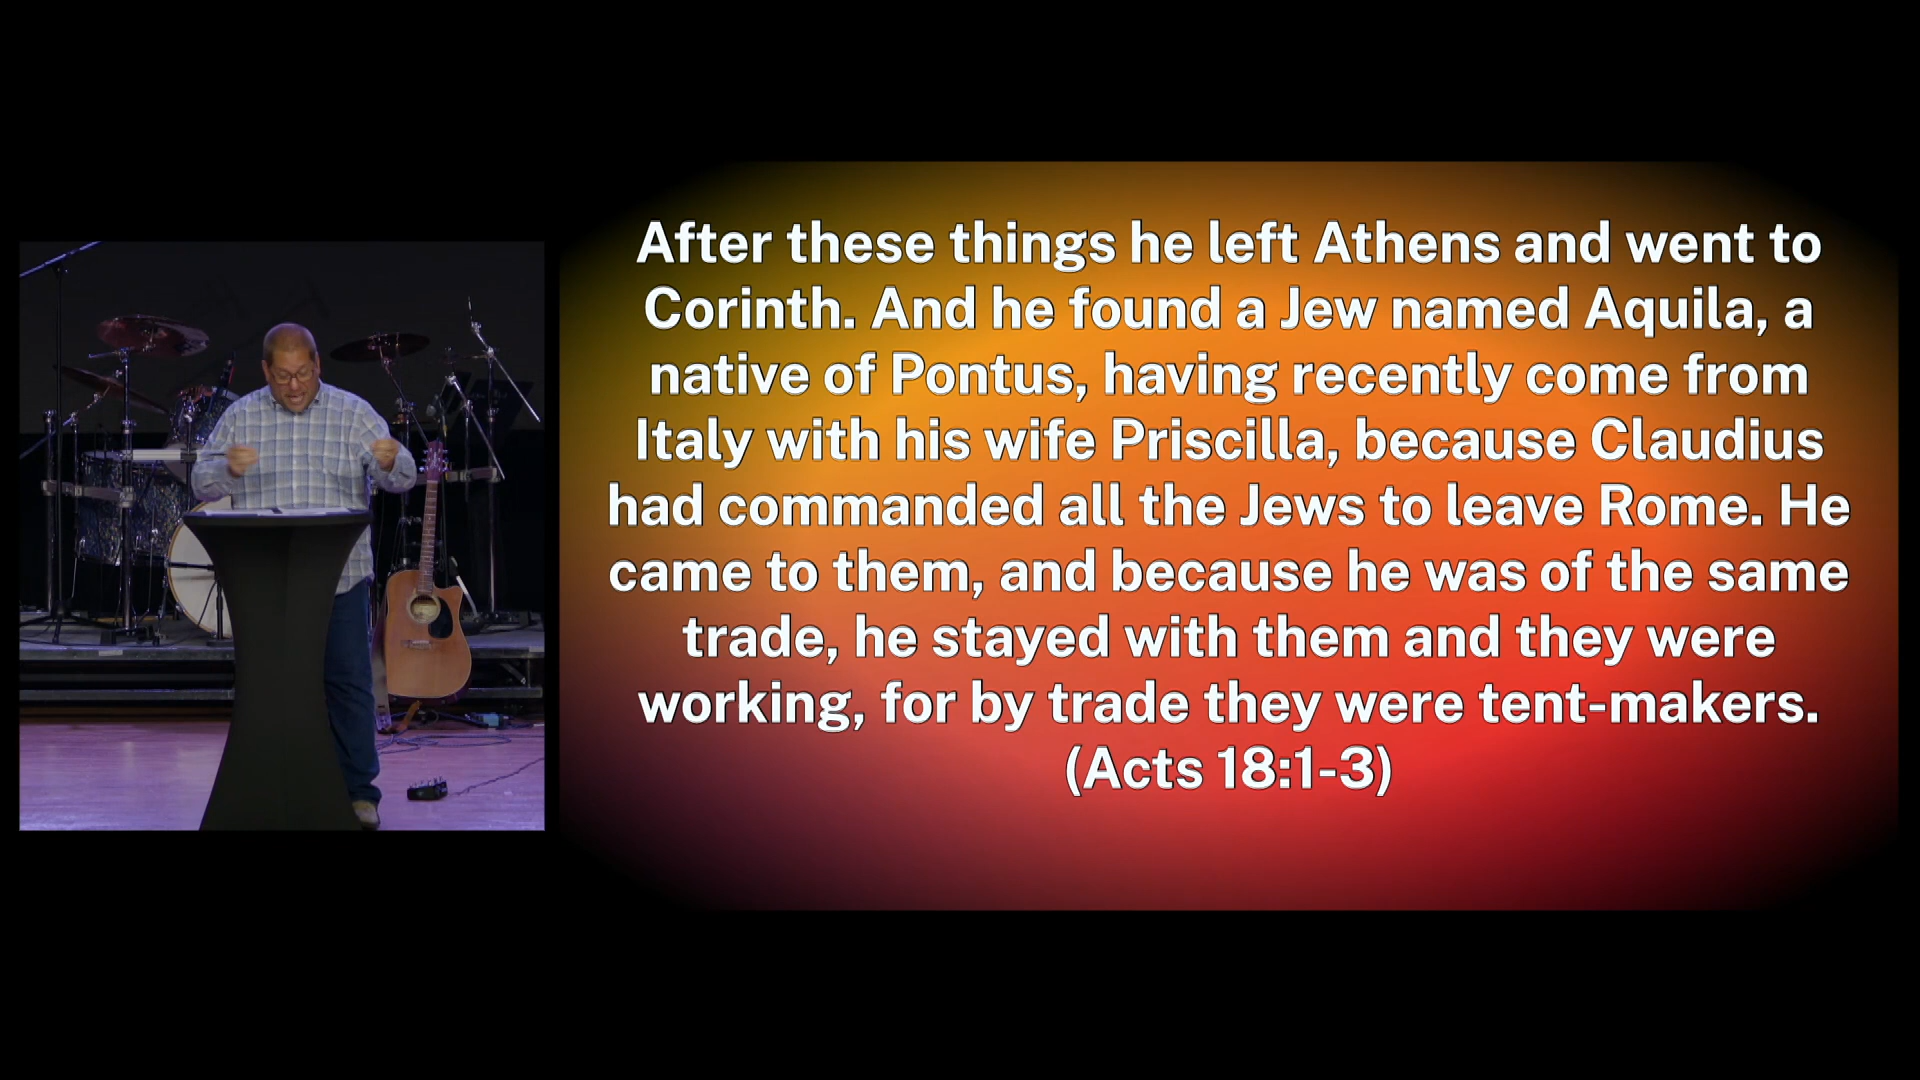 After these things he left Athens and went to
Corinth. And he found a Jew named Aquila, a
native of Pontus, having recently come from
Italy with his wife Priscilla, because Claudius
had commanded all the Jews to leave Rome. He
came to them, and because he was of the same
trade, he stayed with them and they were
working, for by trade they were tent-makers.
(Acts 18:1-3)